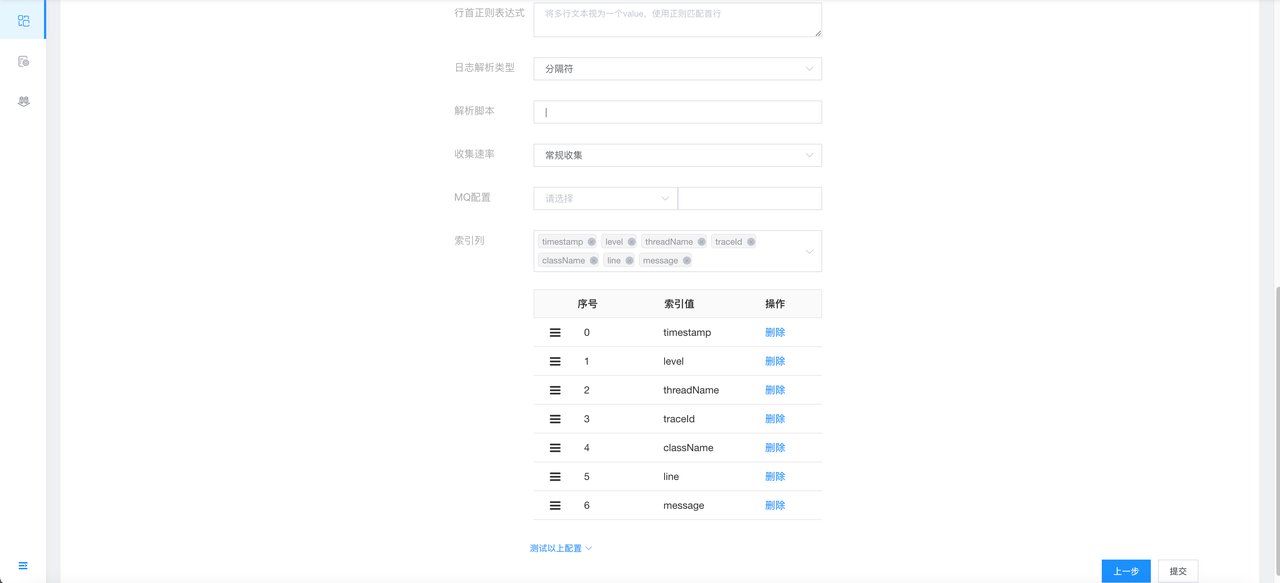 行首正则表达式
将多行文本视为一个value，使用正则匹配首行
日志解析类型 分隔符
解析脚本 |
收集速率 常规收集
MQ配置 请选择
索引列 timestamp level threadName traceId
className line message
序号 索引值 操作
0 timestamp 删除
1 level 删除
2 threadName 删除
3 traceId 删除
4 className 删除
5 line 删除
6 message 删除
测试以上配置
上一步 提交